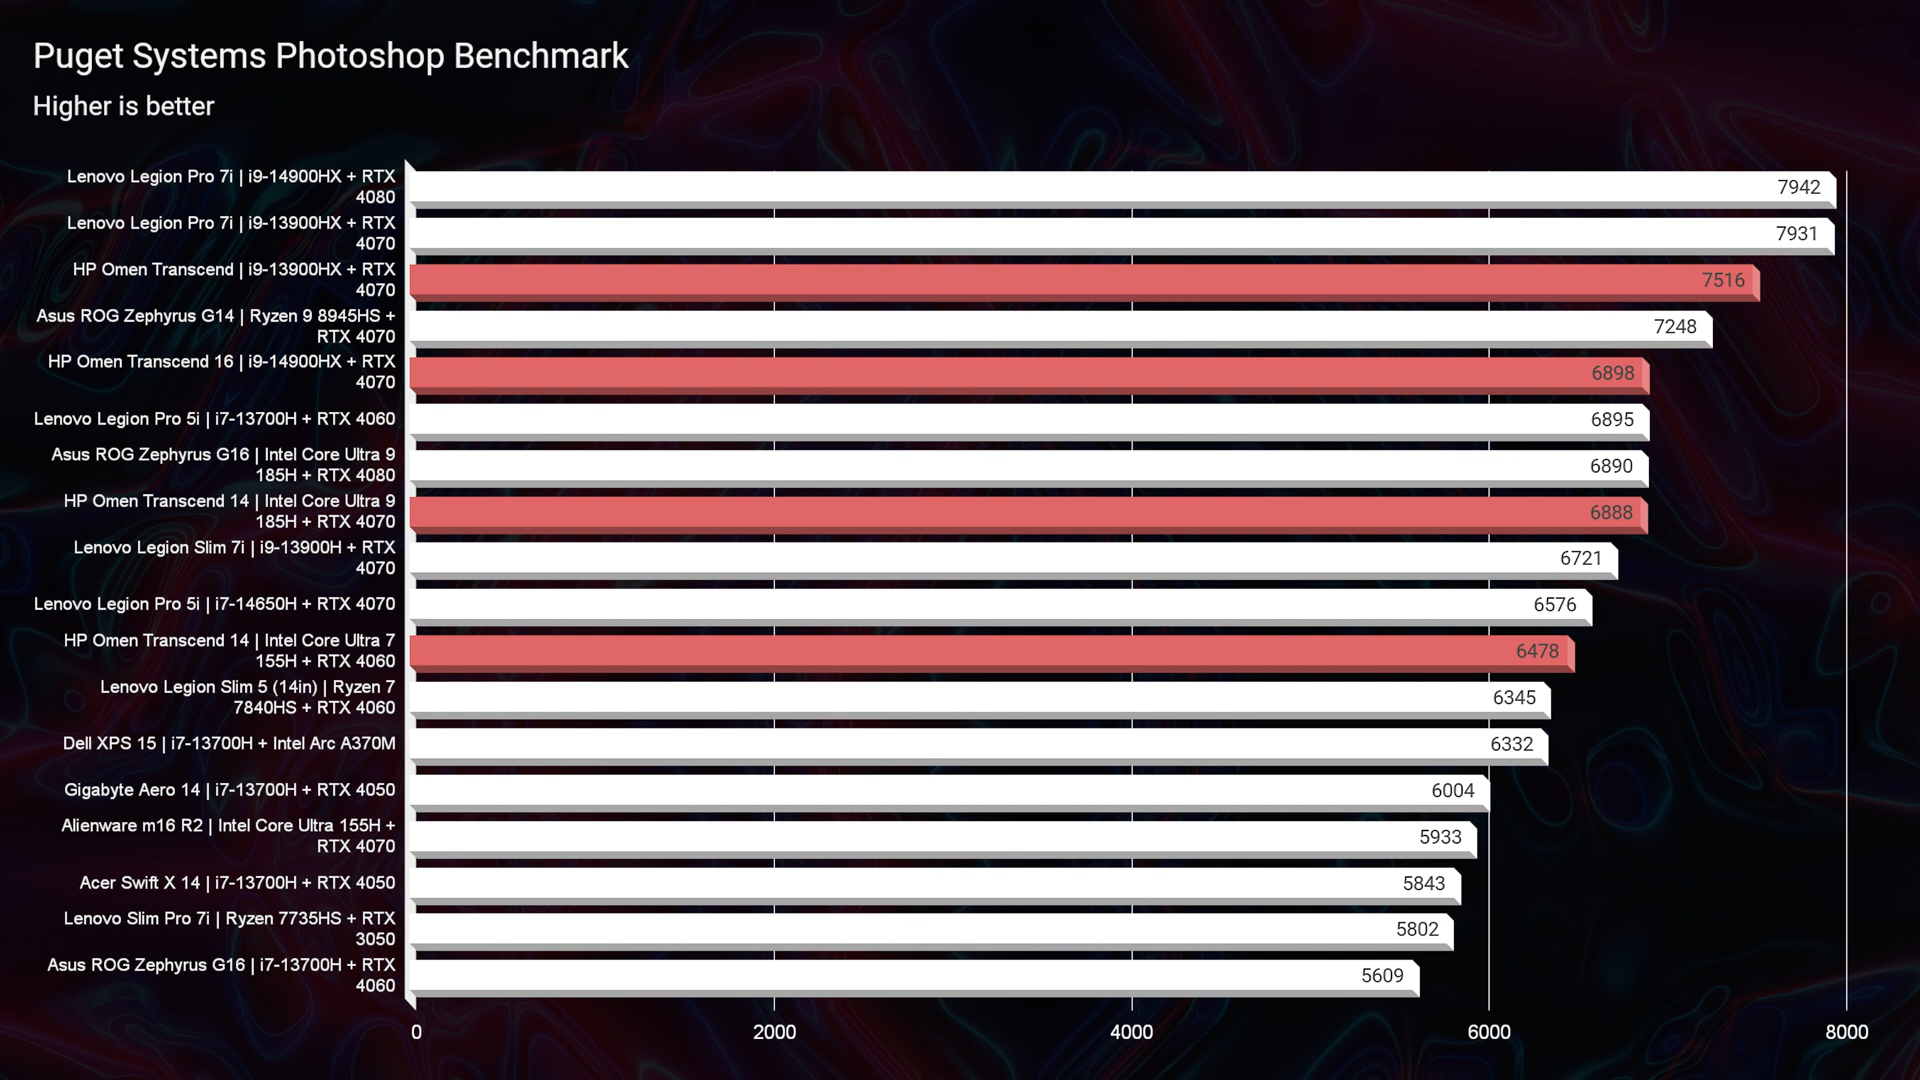 Puget Systems Photoshop Benchmark
Higher is better
Lenovo Legion Pro 7i | i9-14900HX + RTX
4080
7942
Lenovo Legion Pro 7i | i9-13900HX + RTX
4070
7931
HP Omen Transcend | i9-13900HX + RTX
4070
7516
Asus ROG Zephyrus G14 | Ryzen 9 8945HS +
RTX 4070
7248
HP Omen Transcend 16 | i9-14900HX + RTX
4070
6898
Lenovo Legion Pro 5i | i7-13700H + RTX 4060
6895
Asus ROG Zephyrus G16 | Intel Core Ultra 9
185H + RTX 4080
6890
HP Omen Transcend 14 | Intel Core Ultra 9
185H + RTX 4070
6888
Lenovo Legion Slim 7i | i9-13900H + RTX
4070
6721
Lenovo Legion Pro 5i | i7-14650H + RTX 4070
6576
HP Omen Transcend 14 | Intel Core Ultra 7
155H + RTX 4060
6478
Lenovo Legion Slim 5 (14in) | Ryzen 7
7840HS + RTX 4060
6345
Dell XPS 15 | i7-13700H + Intel Arc A370M
6332
Gigabyte Aero 14 | i7-13700H + RTX 4050
6004
Alienware m16 R2 | Intel Core Ultra 155H +
RTX 4070
5933
Acer Swift X 14 | i7-13700H + RTX 4050
5843
Lenovo Slim Pro 7i | Ryzen 7735HS + RTX
3050
5802
Asus ROG Zephyrus G16 | i7-13700H + RTX
4060
5609
0 2000 4000 6000 8000